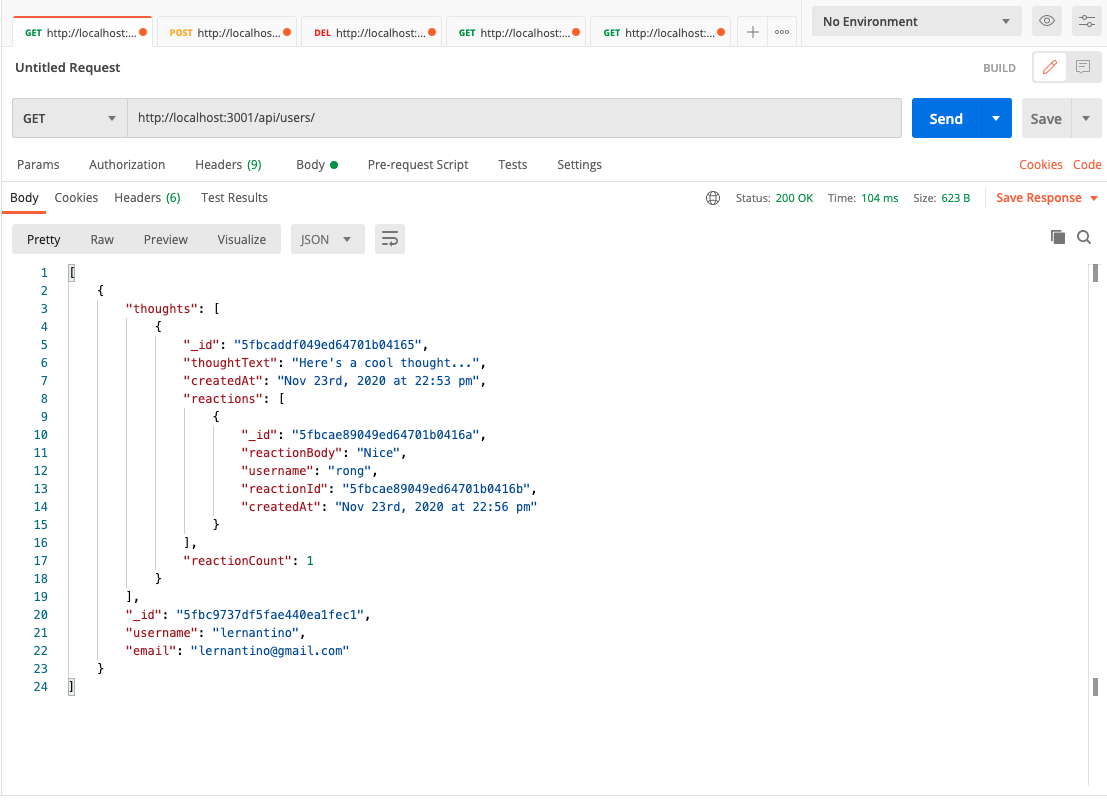 GET http://localhost:...
POST http://localhos...
DEL http://localhost:...
GET http://localhost:...
GET http://localhost:...
No Environment
Untitled Request
BUILD
GET
http://localhost:3001/api/users/
Send
Save
Params Authorization Headers (9) Body Pre-request Script Tests Settings Cookies Code
Body Cookies Headers (6) Test Results Status: 200 OK Time: 104 ms Size: 623 B Save Response
Pretty Raw Preview Visualize JSON
1 [
2 {
3 "thoughts": [
4 {
5 "_id": "5fbcaddf049ed64701b04165",
6 "thoughtText": "Here's a cool thought...",
7 "createdAt": "Nov 23rd, 2020 at 22:53 pm",
8 "reactions": [
9 {
10 "_id": "5fbcae89049ed64701b0416a",
11 "reactionBody": "Nice",
12 "username": "rong",
13 "reactionId": "5fbcae89049ed64701b0416b",
14 "createdAt": "Nov 23rd, 2020 at 22:56 pm"
15 }
16 ],
17 "reactionCount": 1
18 }
19 ],
20 "_id": "5fbc9737df5fae440ea1fec1",
21 "username": "lernantino",
22 "email": "lernantino@gmail.com"
23 }
24 ]